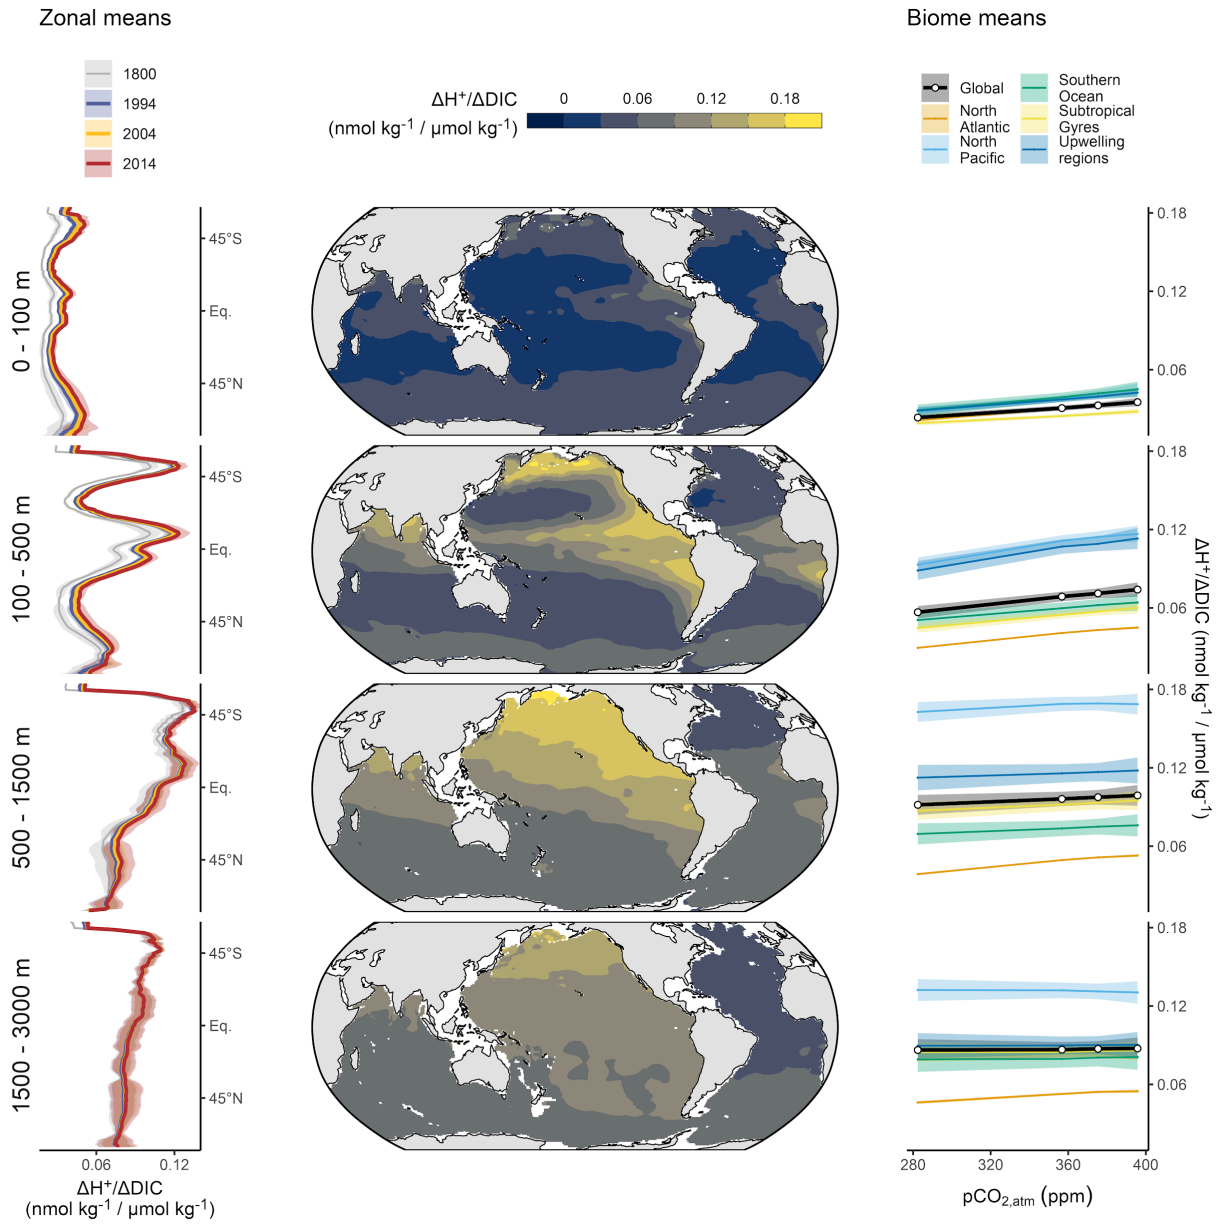 Zonal means
Biome means
1800
1994
2004
2014
ΔH⁺/ΔDIC
(nmol kg⁻¹ / μmol kg⁻¹)
0
0.06
0.12
0.18
Global
North
Atlantic
North
Pacific
Southern
Ocean
Subtropical
Gyres
Upwelling
regions
0 - 100 m
45°S
Eq.
45°N
0.18
0.12
0.06
100 - 500 m
45°S
Eq.
45°N
0.18
0.12
0.06
500 - 1500 m
45°S
Eq.
45°N
0.18
0.12
0.06
1500 - 3000 m
45°S
Eq.
45°N
0.18
0.12
0.06
ΔH⁺/ΔDIC (nmol kg⁻¹ / μmol kg⁻¹)
0.06
0.12
ΔH⁺/ΔDIC
(nmol kg⁻¹ / μmol kg⁻¹)
280
320
360
400
pCO₂,atm (ppm)